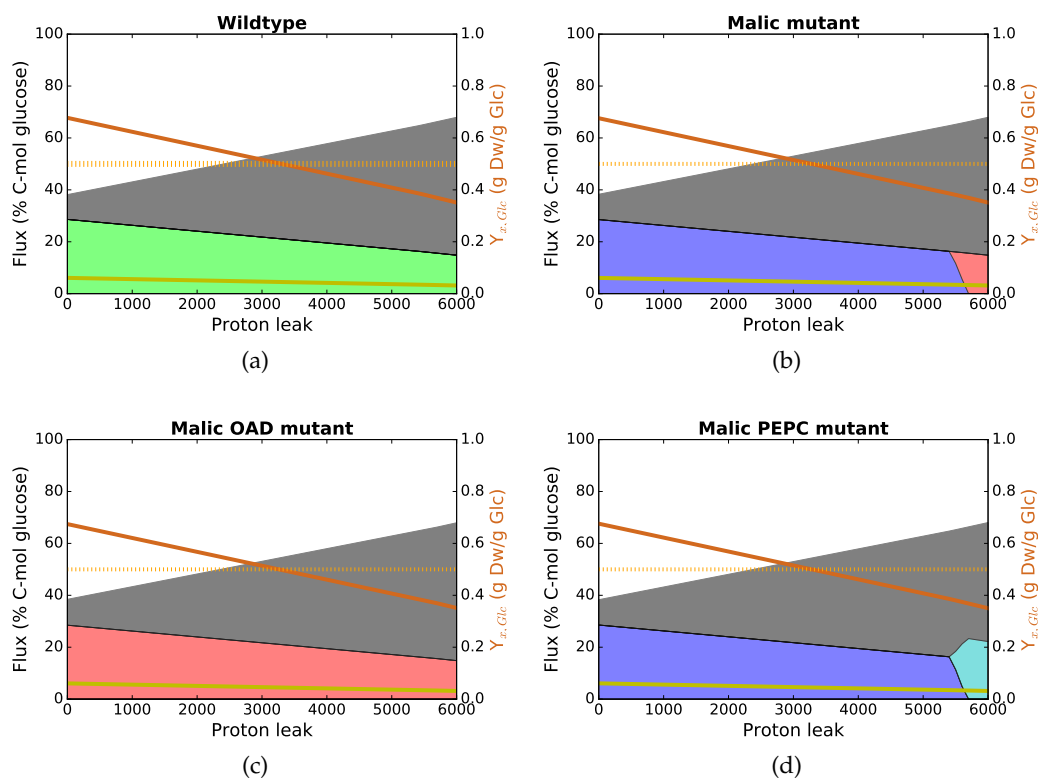 Wildtype
Flux (% C-mol glucose)
100
80
60
40
20
0
1.0
0.8
0.6
0.4
0.2
0.0
Y_{x,Glc} (g Dw/g Glc)
0 1000 2000 3000 4000 5000 6000
Proton leak
(a)
Malic mutant
Flux (% C-mol glucose)
100
80
60
40
20
0
1.0
0.8
0.6
0.4
0.2
0.0
Y_{x,Glc} (g Dw/g Glc)
0 1000 2000 3000 4000 5000 6000
Proton leak
(b)
Malic OAD mutant
Flux (% C-mol glucose)
100
80
60
40
20
0
1.0
0.8
0.6
0.4
0.2
0.0
Y_{x,Glc} (g Dw/g Glc)
0 1000 2000 3000 4000 5000 6000
Proton leak
(c)
Malic PEPC mutant
Flux (% C-mol glucose)
100
80
60
40
20
0
1.0
0.8
0.6
0.4
0.2
0.0
Y_{x,Glc} (g Dw/g Glc)
0 1000 2000 3000 4000 5000 6000
Proton leak
(d)